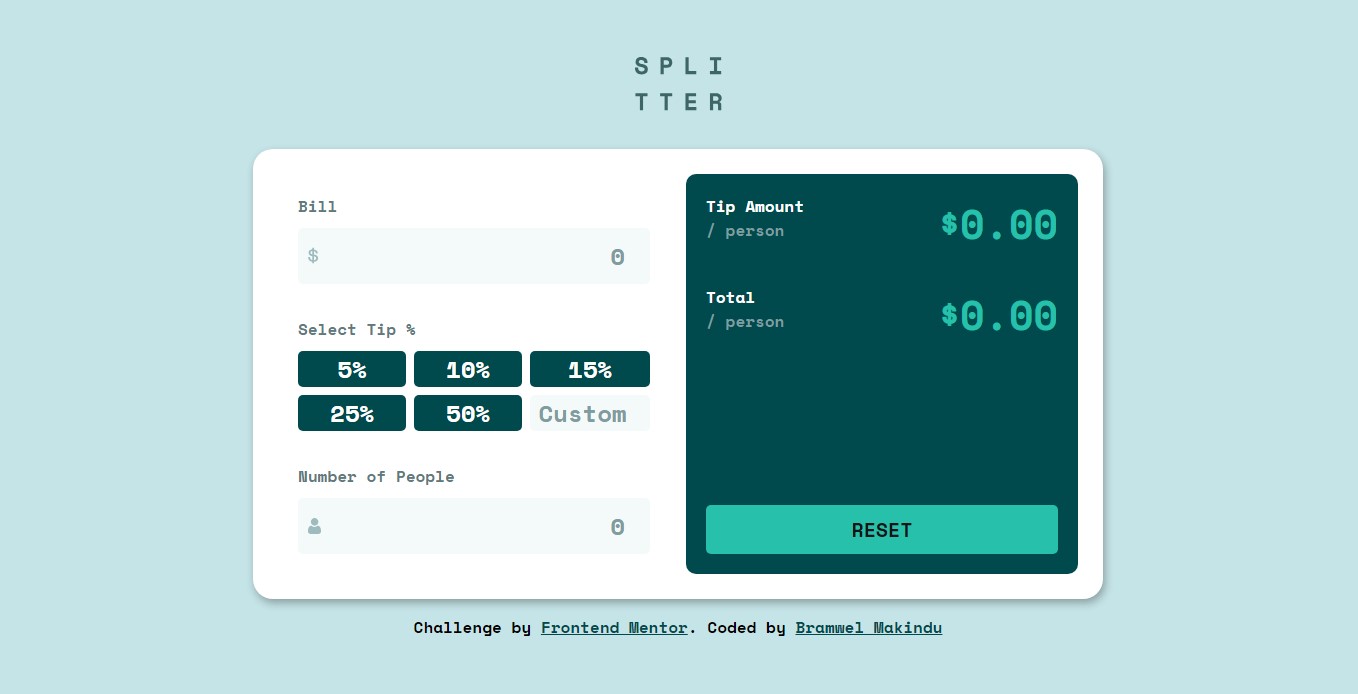 SPLI
TTER
Bill
$ 0
Select Tip %
5% 10% 15%
25% 50% Custom
Number of People
0
Tip Amount
/ person
$0.00
Total
/ person
$0.00
RESET
Challenge by Frontend Mentor. Coded by Bramwel Makindu